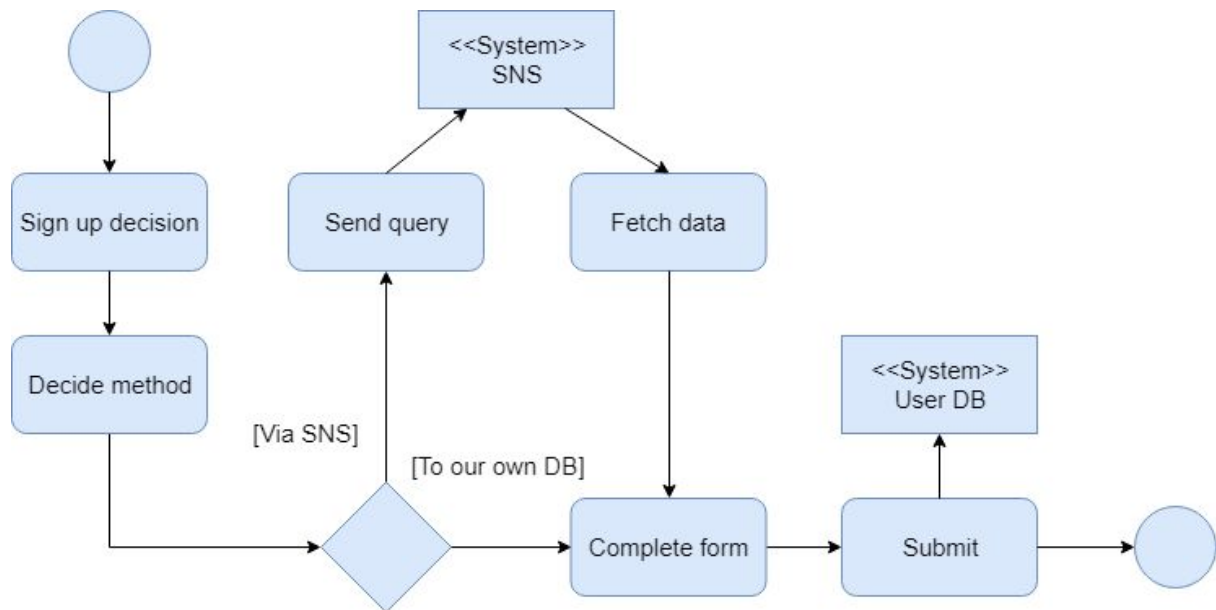 <<System>>
SNS
Sign up decision
Send query
Fetch data
Decide method
<<System>>
User DB
[Via SNS]
[To our own DB]
Complete form
Submit